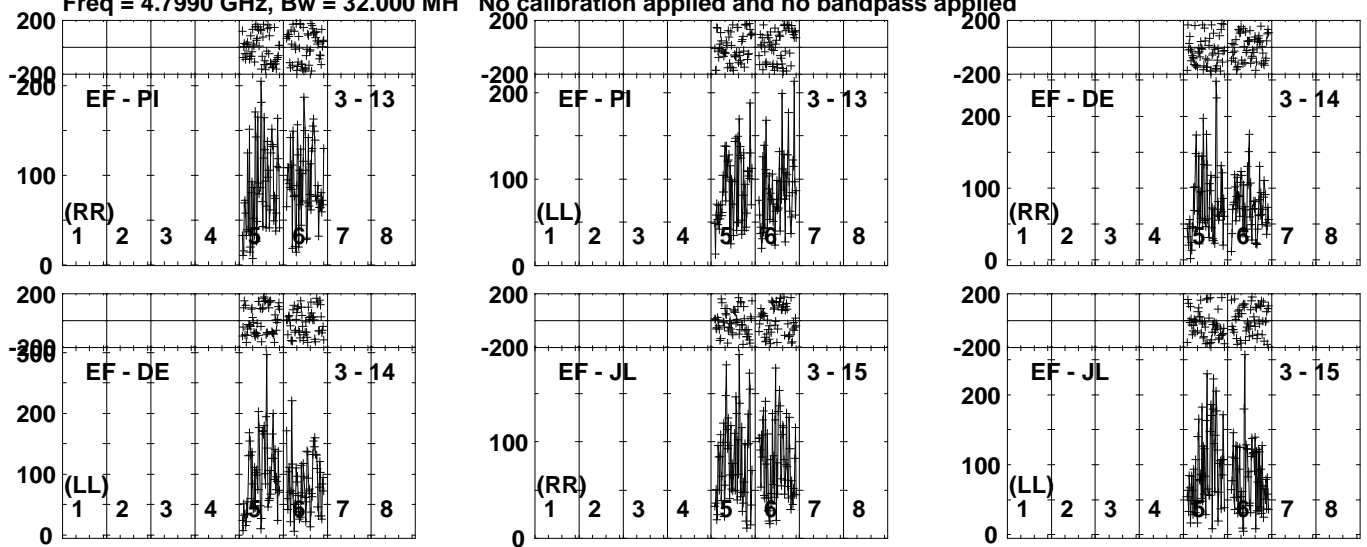 Freq = 4.7990 GHz, Bw = 32.000 MH No calibration applied and no bandpass applied
200
-200
200
EF - PI 3 - 13
100
(RR)
1 2 3 4 5 6 7 8
0
200
-200
200
EF - PI 3 - 13
100
(LL)
1 2 3 4 5 6 7 8
0
200
-200
200
EF - DE 3 - 14
100
(RR)
1 2 3 4 5 6 7 8
0
200
-200
300
EF - DE 3 - 14
200
100
(LL)
1 2 3 4 5 6 7 8
0
200
-200
EF - JL 3 - 15
100
(RR)
1 2 3 4 5 6 7 8
0
200
-200
EF - JL 3 - 15
200
100
(LL)
1 2 3 4 5 6 7 8
0